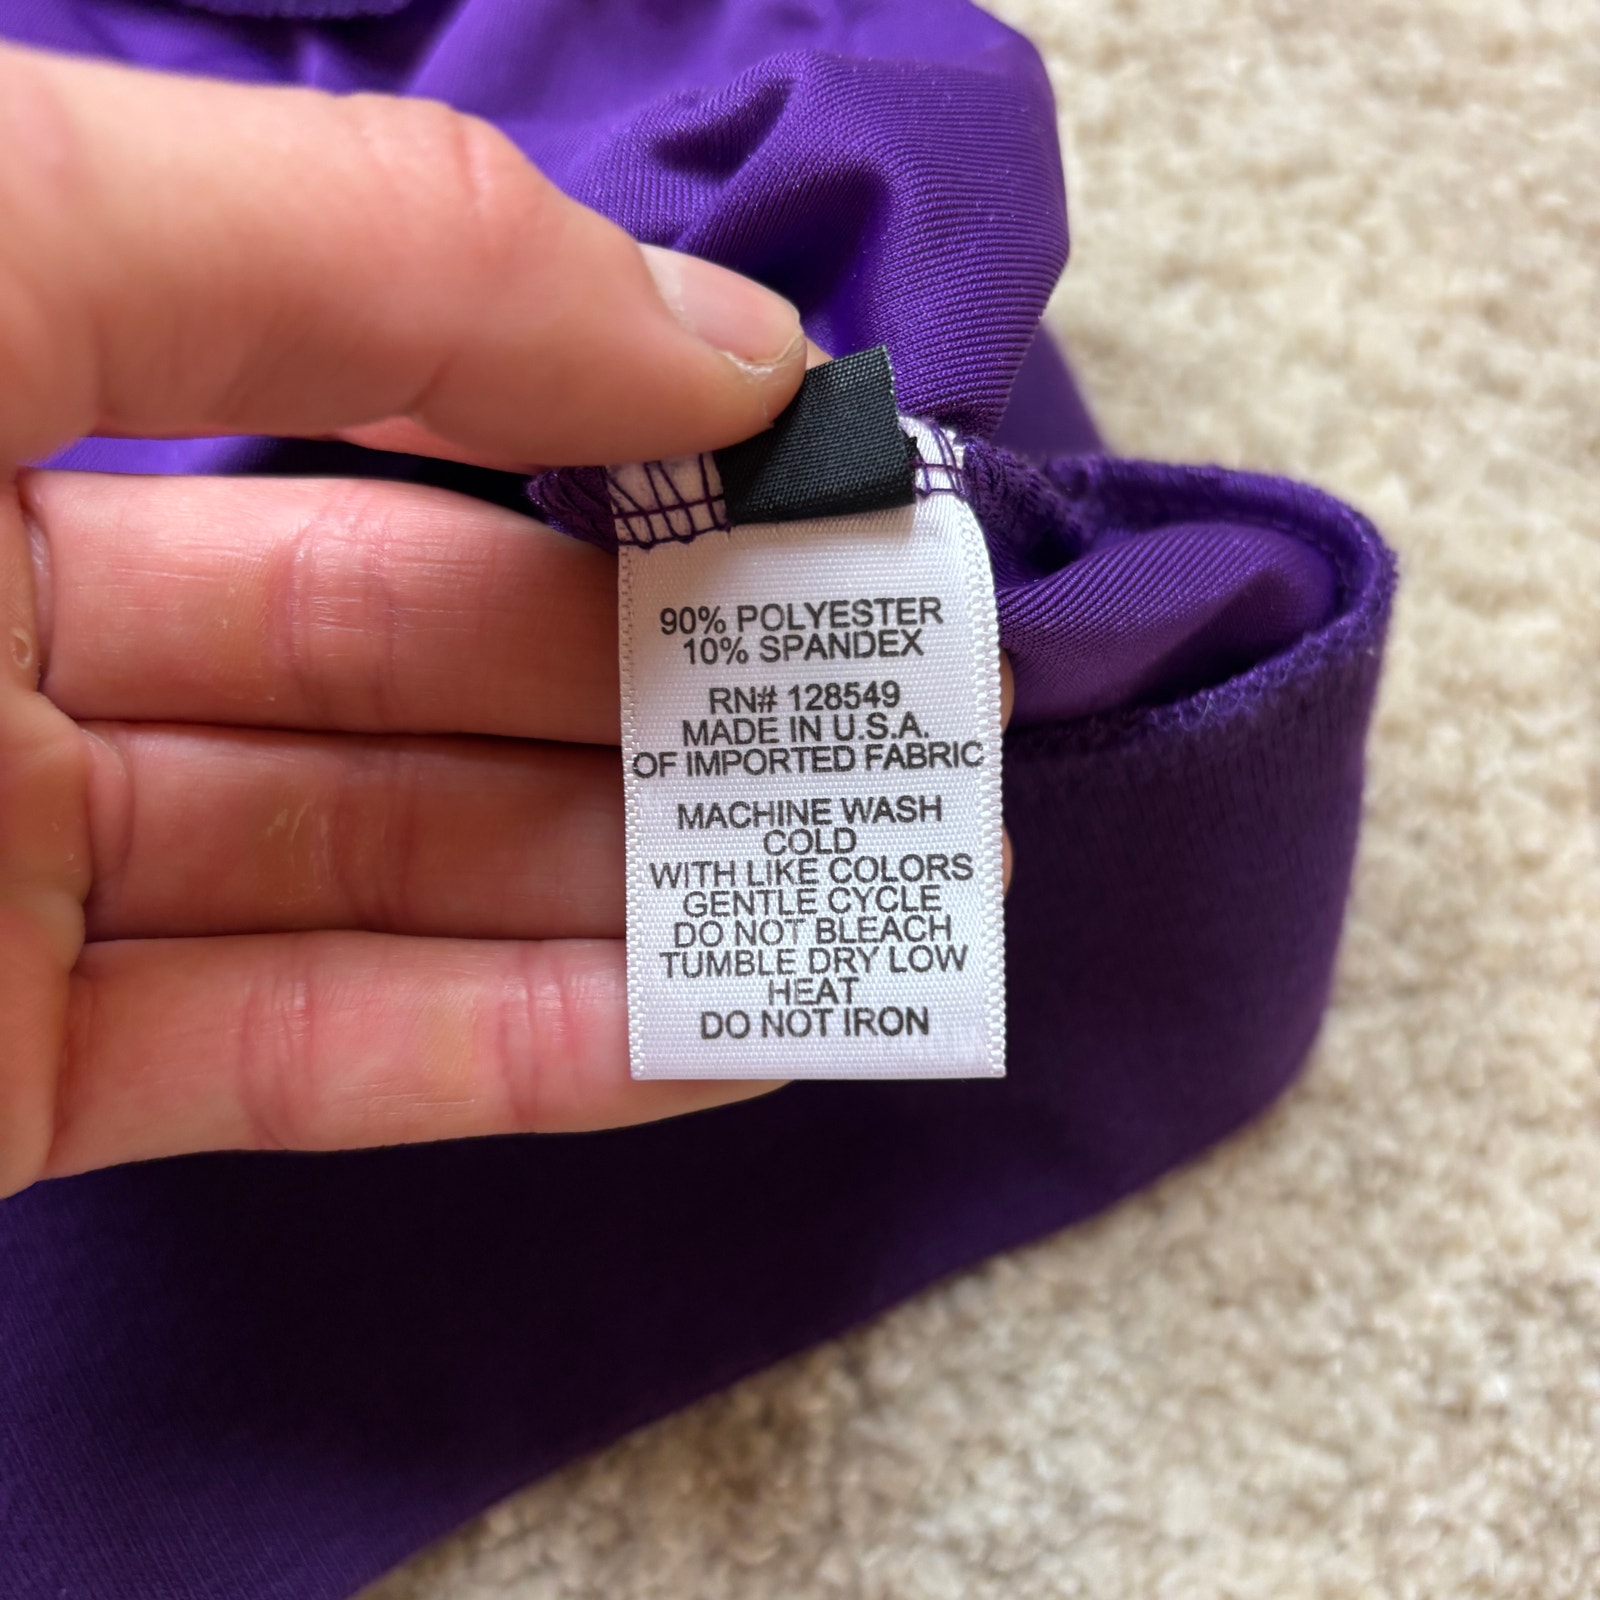 90% POLYESTER
10% SPANDEX
RN# 128549
MADE IN U.S.A.
OF IMPORTED FABRIC
MACHINE WASH
COLD
WITH LIKE COLORS
GENTLE CYCLE
DO NOT BLEACH
TUMBLE DRY LOW
HEAT
DO NOT IRON